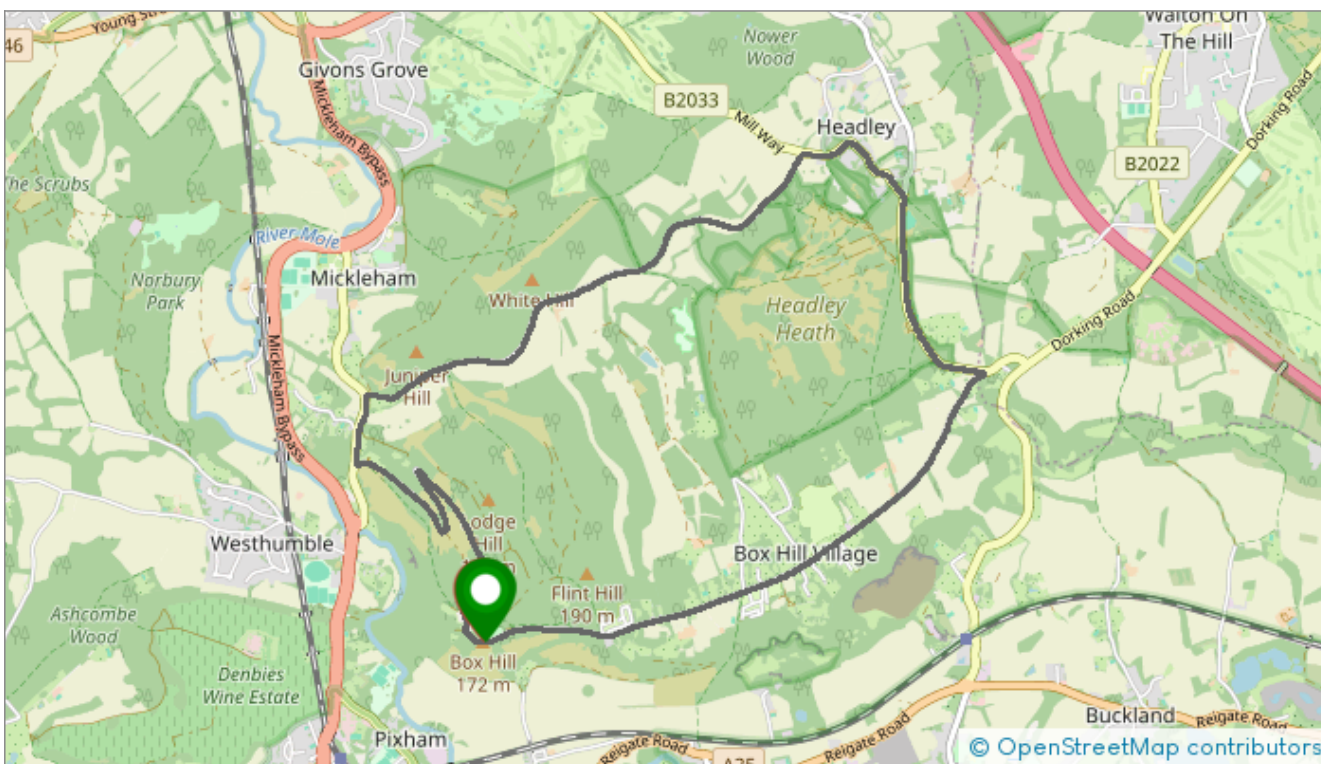 Young Str
46
Givons Grove
Mickleham Bypass
Nower
Wood
B2033
Mill Way
Headley
Walton On
The Hill
Dorking Road
B2022
The Scrubs
River Mole
Norbury
Park
Mickleham
White Hill
Headley
Heath
Dorking Road
Juniper
Hill
Mickleham Bypass
Westhumble
Lodge
Hill
Box Hill Village
Flint Hill
190 m
Ashcombe
Wood
Denbies
Wine Estate
Box Hill
172 m
Pixham
Reigate Road
A25
Reigate Road
Buckland
Reigate Road
© OpenStreetMap contributors